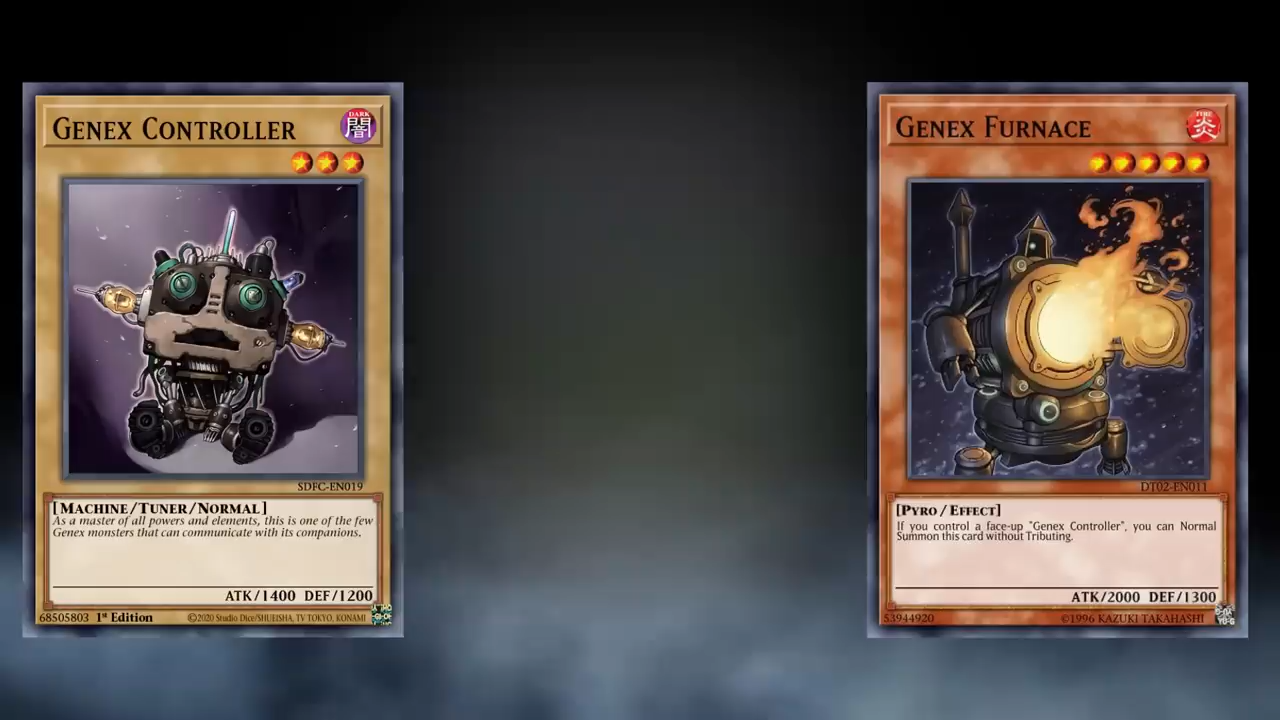 GENEX CONTROLLER
DARK
闇
SDFC-EN019
[MACHINE/TUNER/NORMAL]
As a master of all powers and elements, this is one of the few
Genex monsters that can communicate with its companions.
ATK/1400 DEF/1200
68505803 1st Edition ©2020 Studio Dice/SHUEISHA, TV TOKYO, KONAMI
GENEX FURNACE
FIRE
炎
DT02-EN011
[PYRO/EFFECT]
If you control a face-up "Genex Controller", you can Normal
Summon this card without Tributing.
ATK/2000 DEF/1300
53944920 ©1996 KAZUKI TAKAHASHI